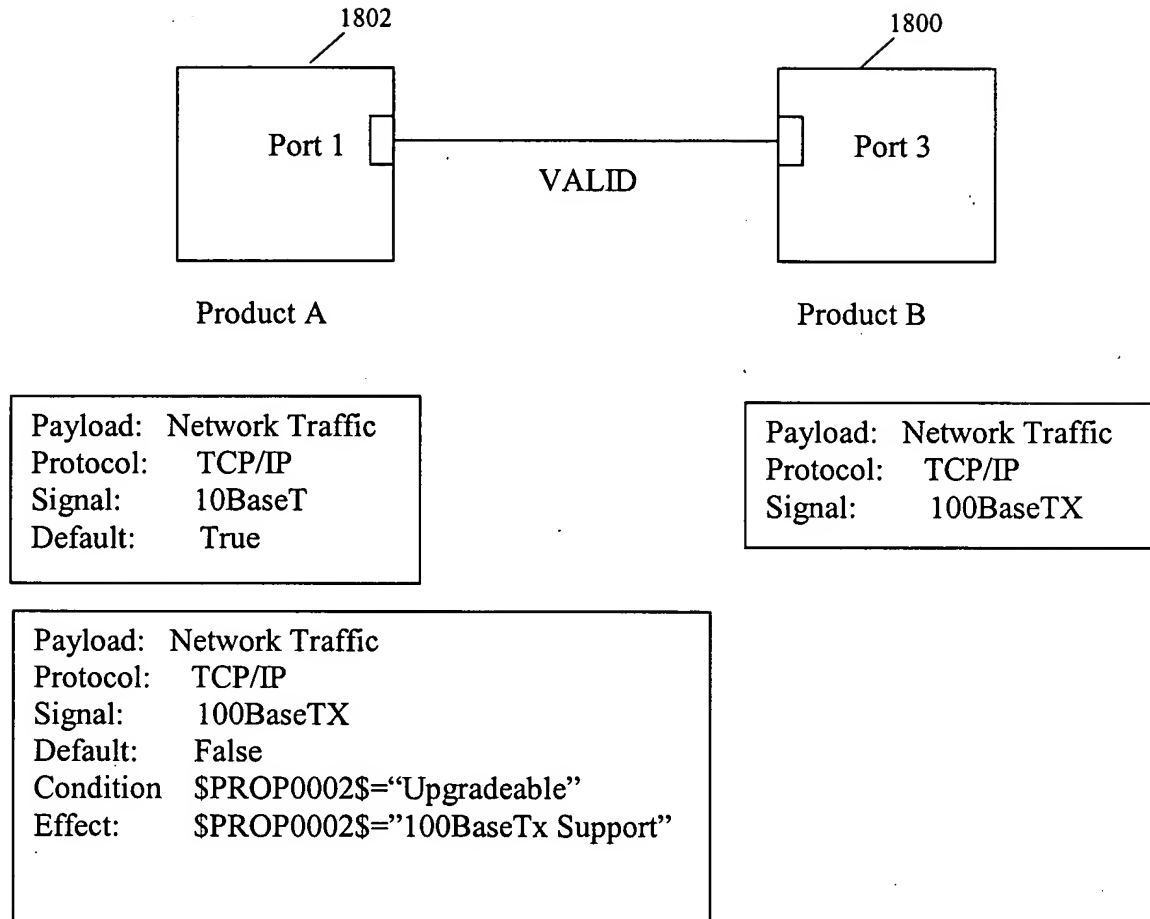 1802
1800
Port 1
Port 3
VALID
Product A
Product B
Payload: Network Traffic
Protocol: TCP/IP
Signal: 10BaseT
Default: True
Payload: Network Traffic
Protocol: TCP/IP
Signal: 100BaseTX
Payload: Network Traffic
Protocol: TCP/IP
Signal: 100BaseTX
Default: False
Condition $PROP0002$=“Upgradeable”
Effect: $PROP0002$=”100BaseTx Support”